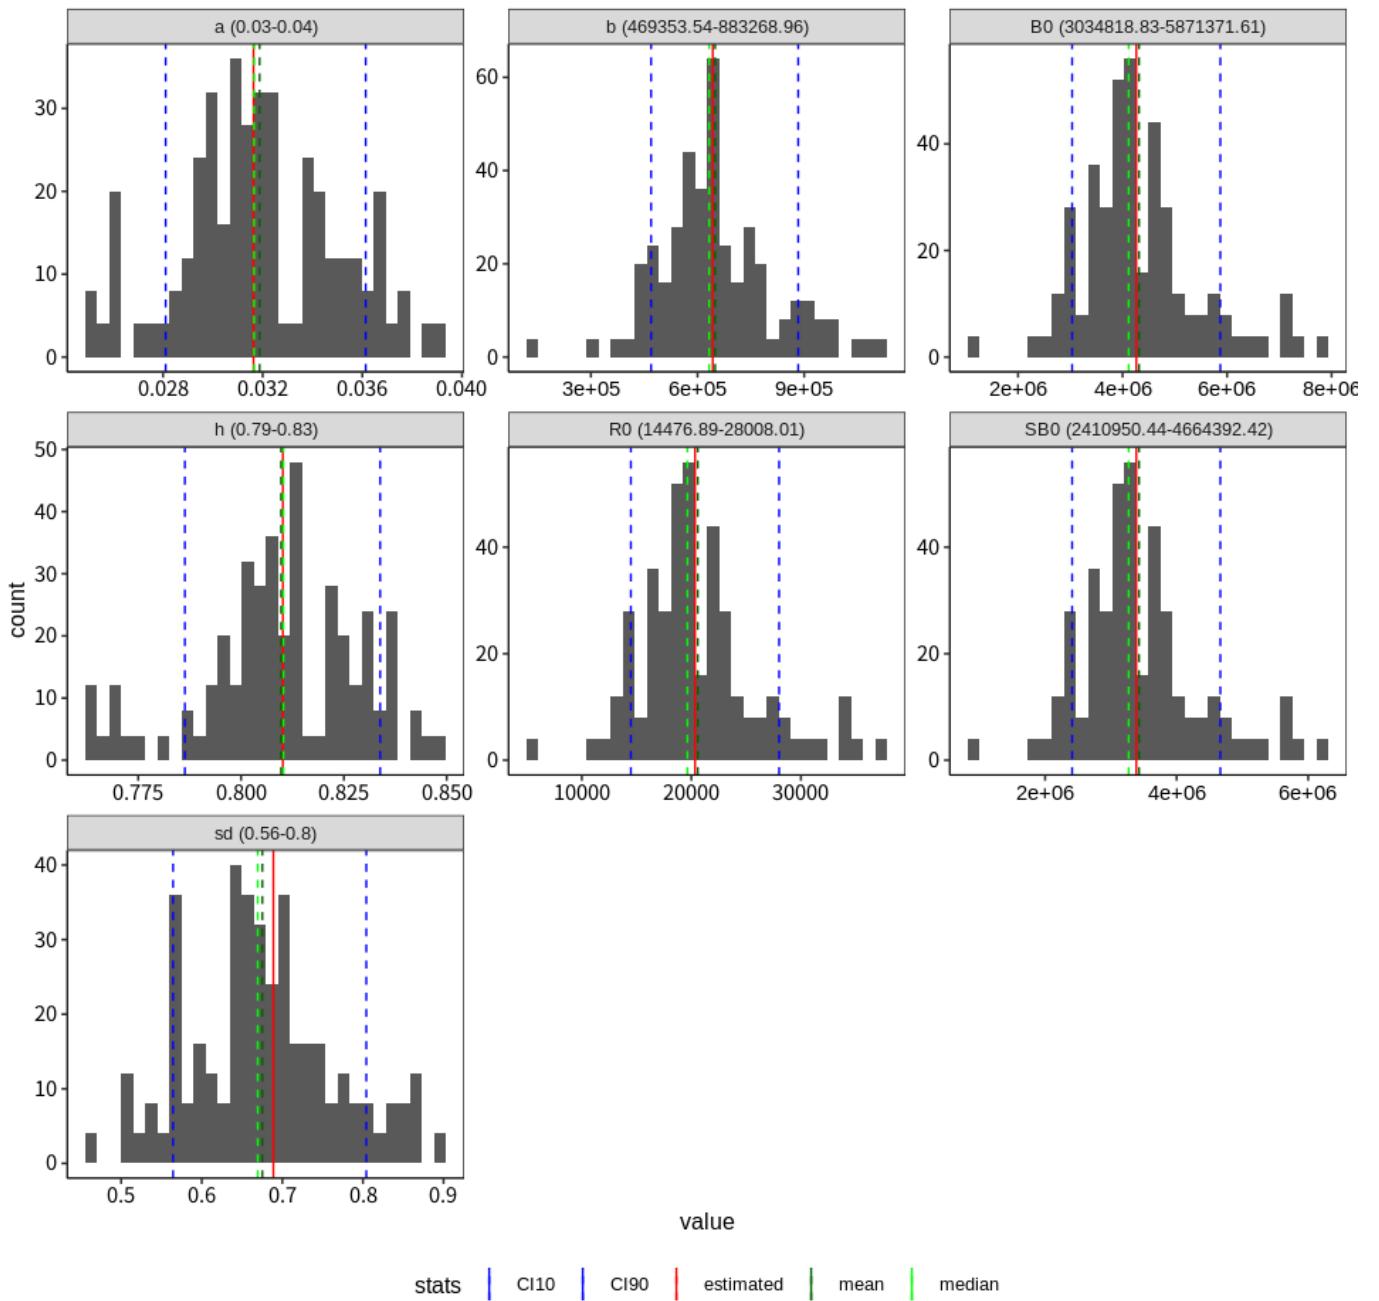 a (0.03-0.04)
b (469353.54-883268.96)
B0 (3034818.83-5871371.61)
30
20
10
0
60
40
20
0
40
20
0
0.028 0.032 0.036 0.040
3e+05 6e+05 9e+05
2e+06 4e+06 6e+06 8e+06
h (0.79-0.83)
R0 (14476.89-28008.01)
SB0 (2410950.44-4664392.42)
count
50
40
30
20
10
0
40
20
0
40
20
0
0.775 0.800 0.825 0.850
10000 20000 30000
2e+06 4e+06 6e+06
sd (0.56-0.8)
40
30
20
10
0
0.5 0.6 0.7 0.8 0.9
value
stats CI10 CI90 estimated mean median